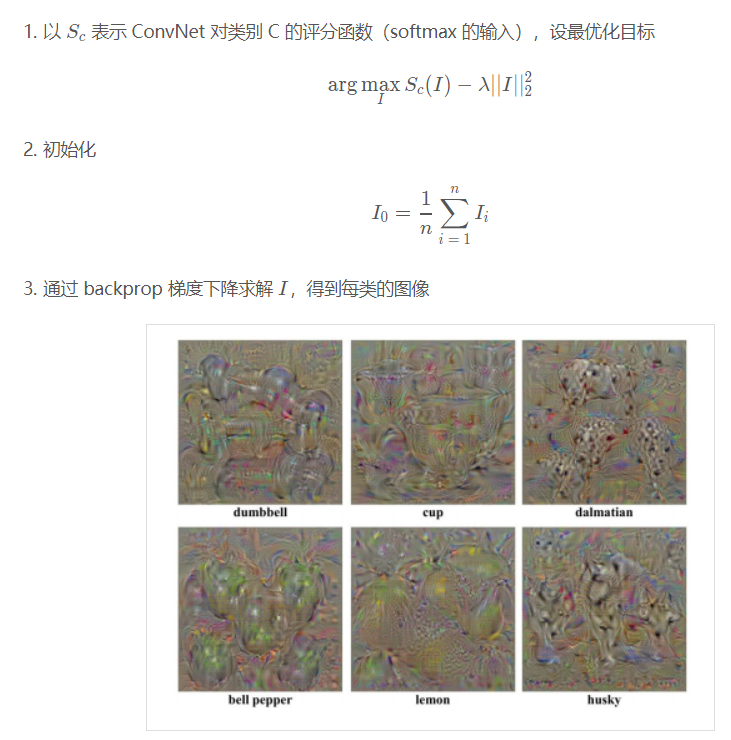 1. 以 S_c 表示 ConvNet 对类别 C 的评分函数（softmax 的输入），设最优化目标
arg max_I S_c(I) − λ||I||_2^2
2. 初始化
I_0 = \frac{1}{n} \sum_{i=1}^{n} I_i
3. 通过 backprop 梯度下降求解 I，得到每类的图像
dumbbell cup dalmatian
bell pepper lemon husky